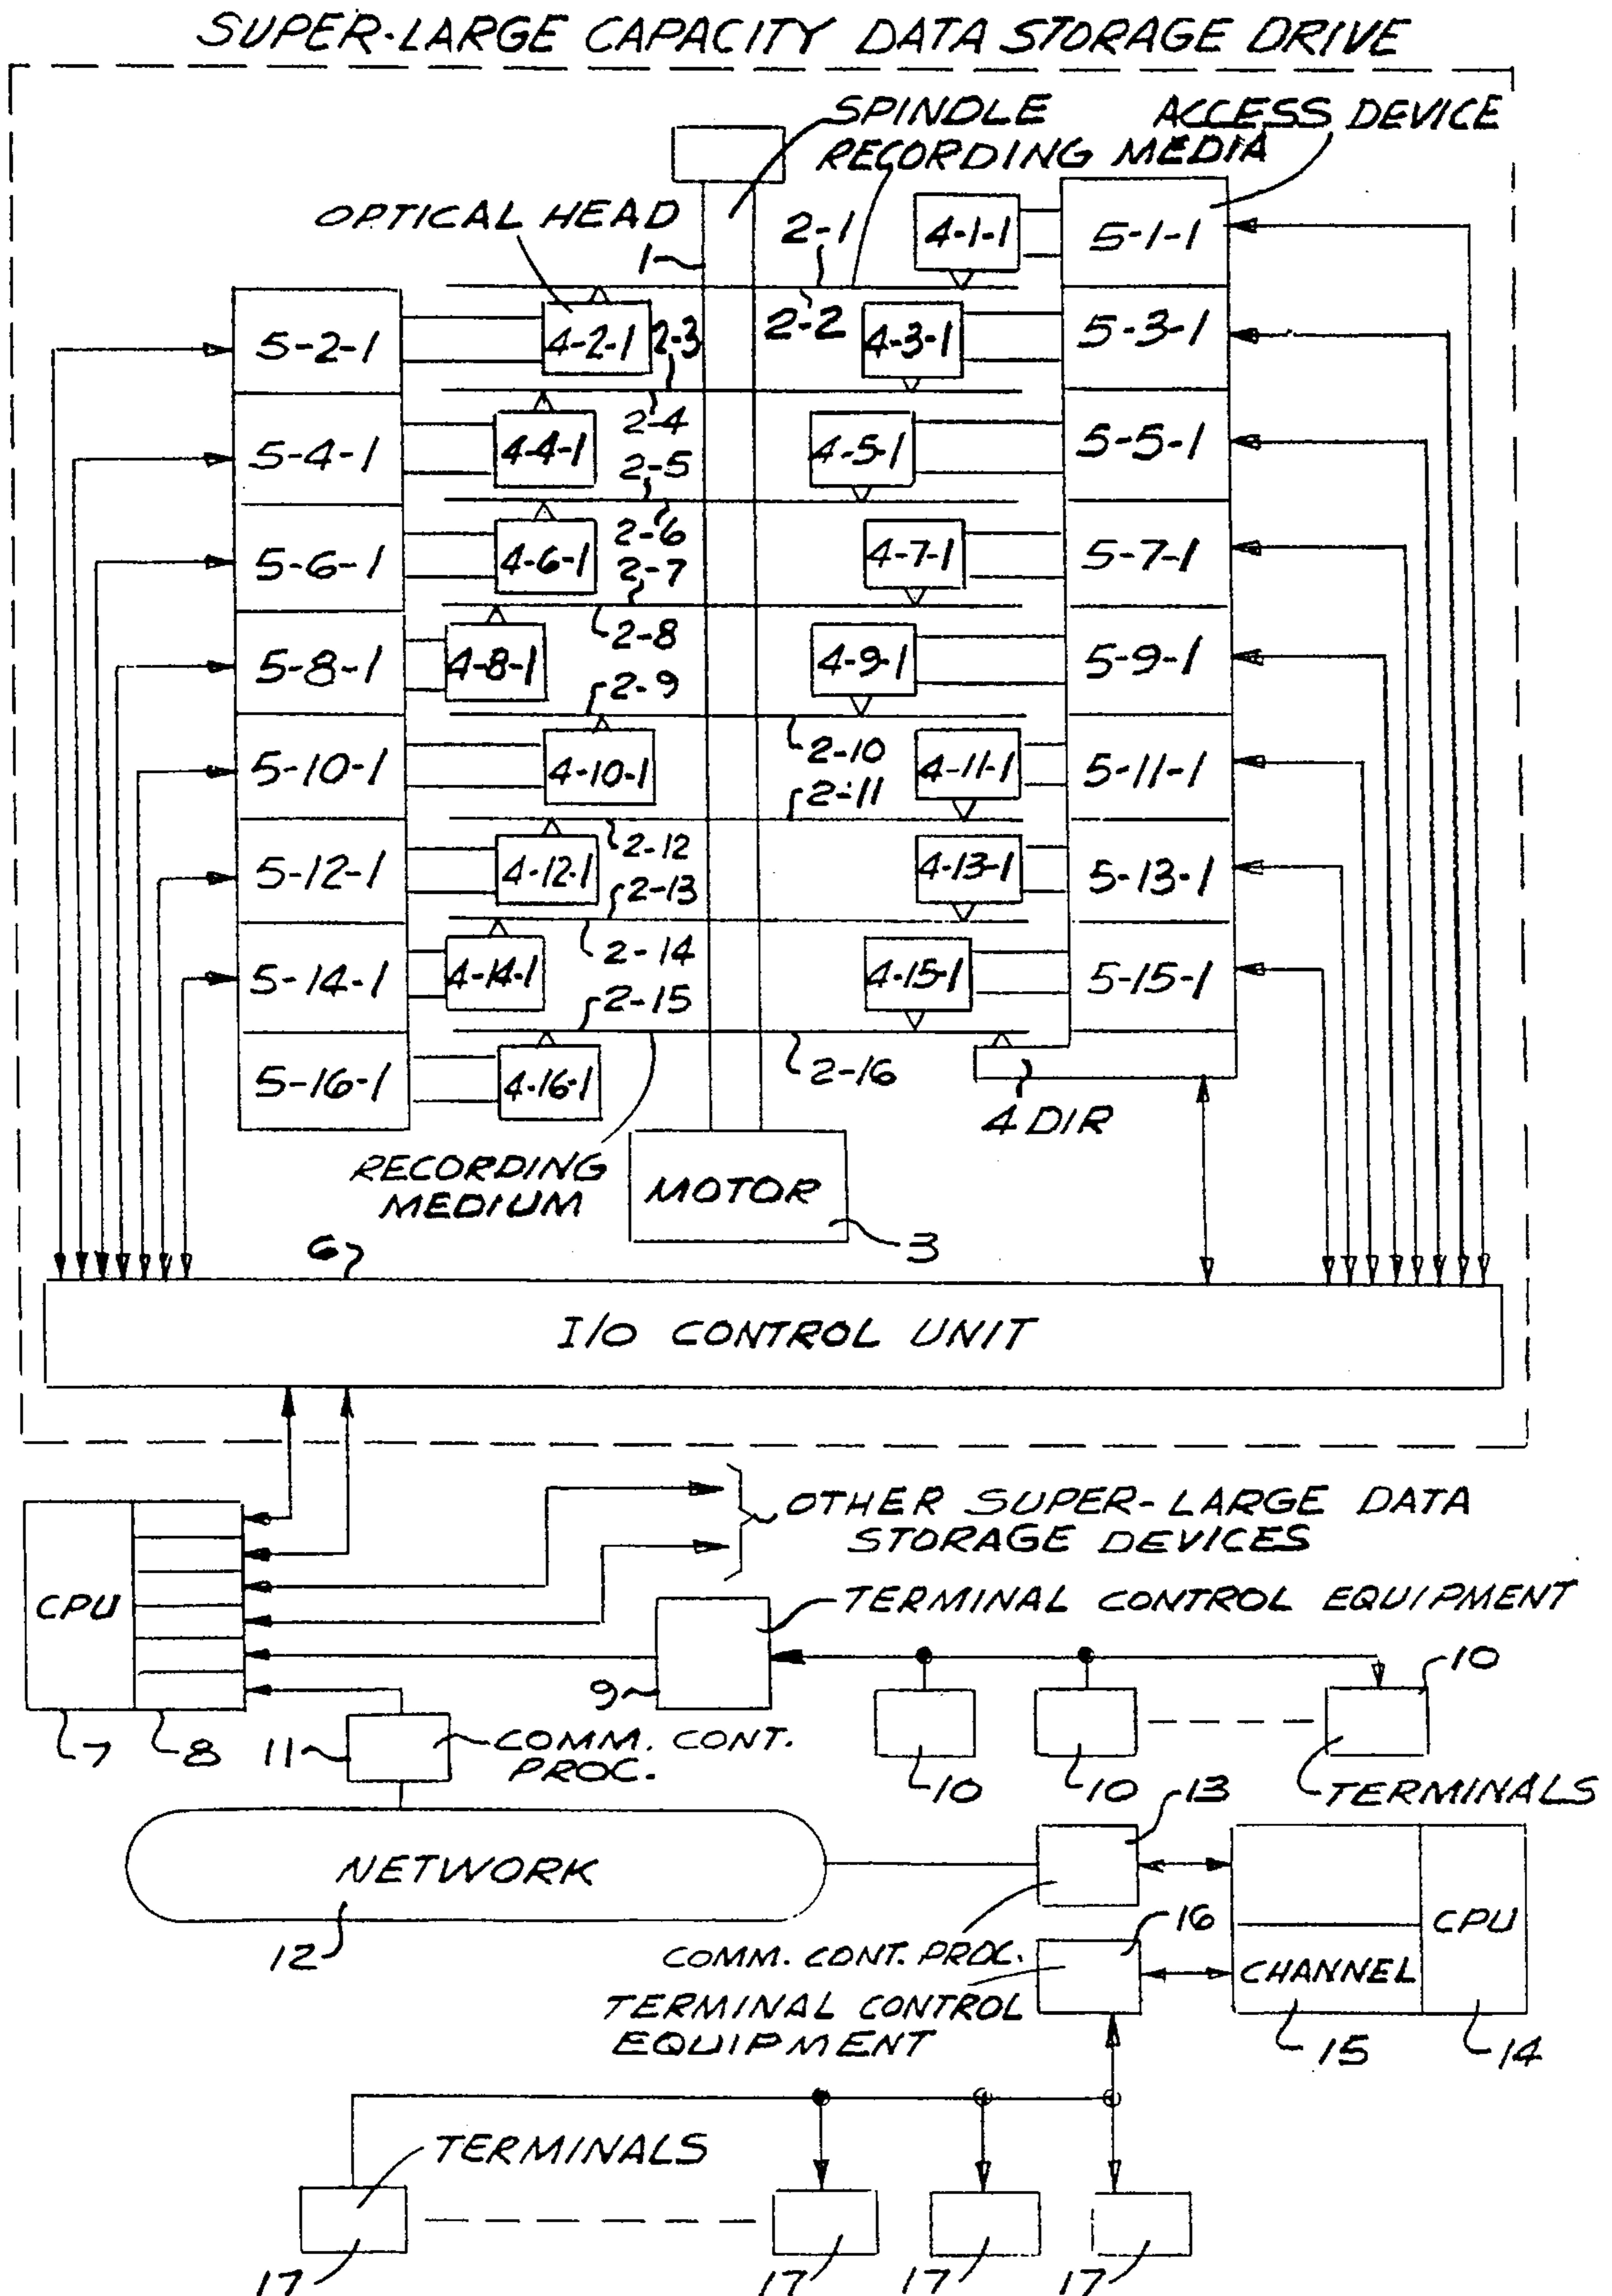 SUPER-LARGE CAPACITY DATA STORAGE DRIVE
SPINDLE
ACCESS DEVICE
RECORDING MEDIA
OPTICAL HEAD
1
2-1
4-1-1
5-1-1
2-2
5-2-1
4-2-1
2-3
4-3-1
5-3-1
2-4
5-4-1
4-4-1
2-5
4-5-1
5-5-1
2-6
5-6-1
4-6-1
2-7
4-7-1
5-7-1
2-8
5-8-1
4-8-1
2-9
4-9-1
5-9-1
2-10
5-10-1
4-10-1
2-11
4-11-1
5-11-1
2-12
5-12-1
4-12-1
2-13
4-13-1
5-13-1
2-14
5-14-1
4-14-1
2-15
4-15-1
5-15-1
2-16
5-16-1
4-16-1
4 DIR
RECORDING
MEDIUM
MOTOR
3
6
I/O CONTROL UNIT
OTHER SUPER-LARGE DATA
STORAGE DEVICES
CPU
TERMINAL CONTROL EQUIPMENT
9
10
7
8
11
COMM. CONT.
PROC.
10
10
TERMINALS
13
NETWORK
12
COMM. CONT. PROC.
16
CPU
CHANNEL
TERMINAL CONTROL
EQUIPMENT
15
14
TERMINALS
17
17
17
17